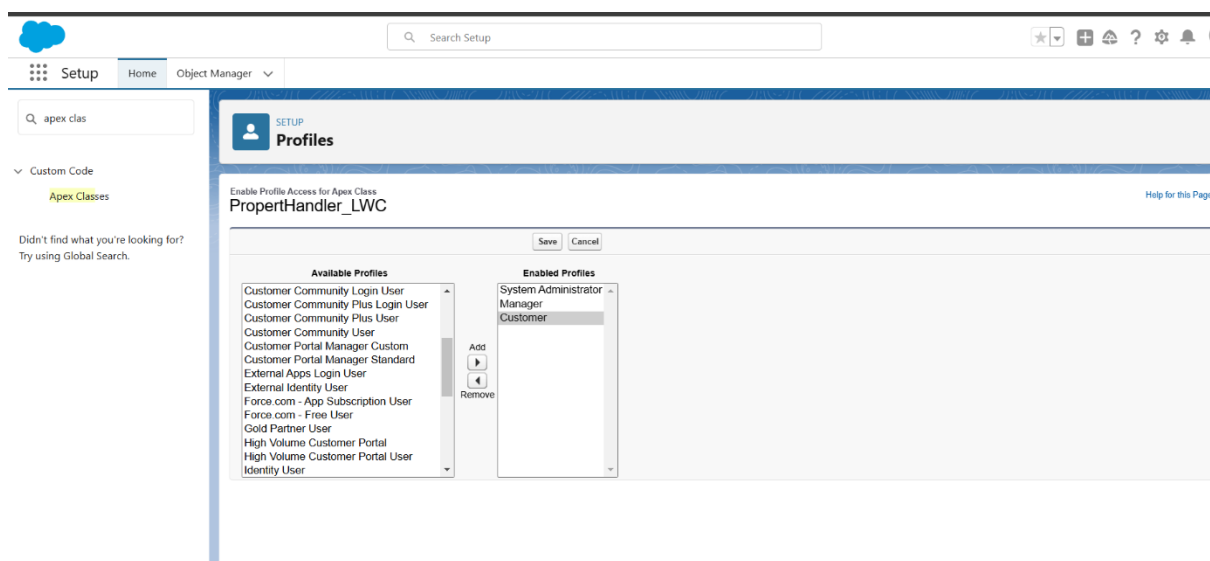 Search Setup
Setup
Home
Object Manager
apex clas
Custom Code
Apex Classes
Didn't find what you're looking for?
Try using Global Search.
SETUP
Profiles
Enable Profile Access for Apex Class
PropertHandler_LWC
Help for this Page
Save Cancel
Available Profiles
Customer Community Login User
Customer Community Plus Login User
Customer Community Plus User
Customer Community User
Customer Portal Manager Custom
Customer Portal Manager Standard
External Apps Login User
External Identity User
Force.com - App Subscription User
Force.com - Free User
Gold Partner User
High Volume Customer Portal
High Volume Customer Portal User
Identity User
Add
Remove
Enabled Profiles
System Administrator
Manager
Customer